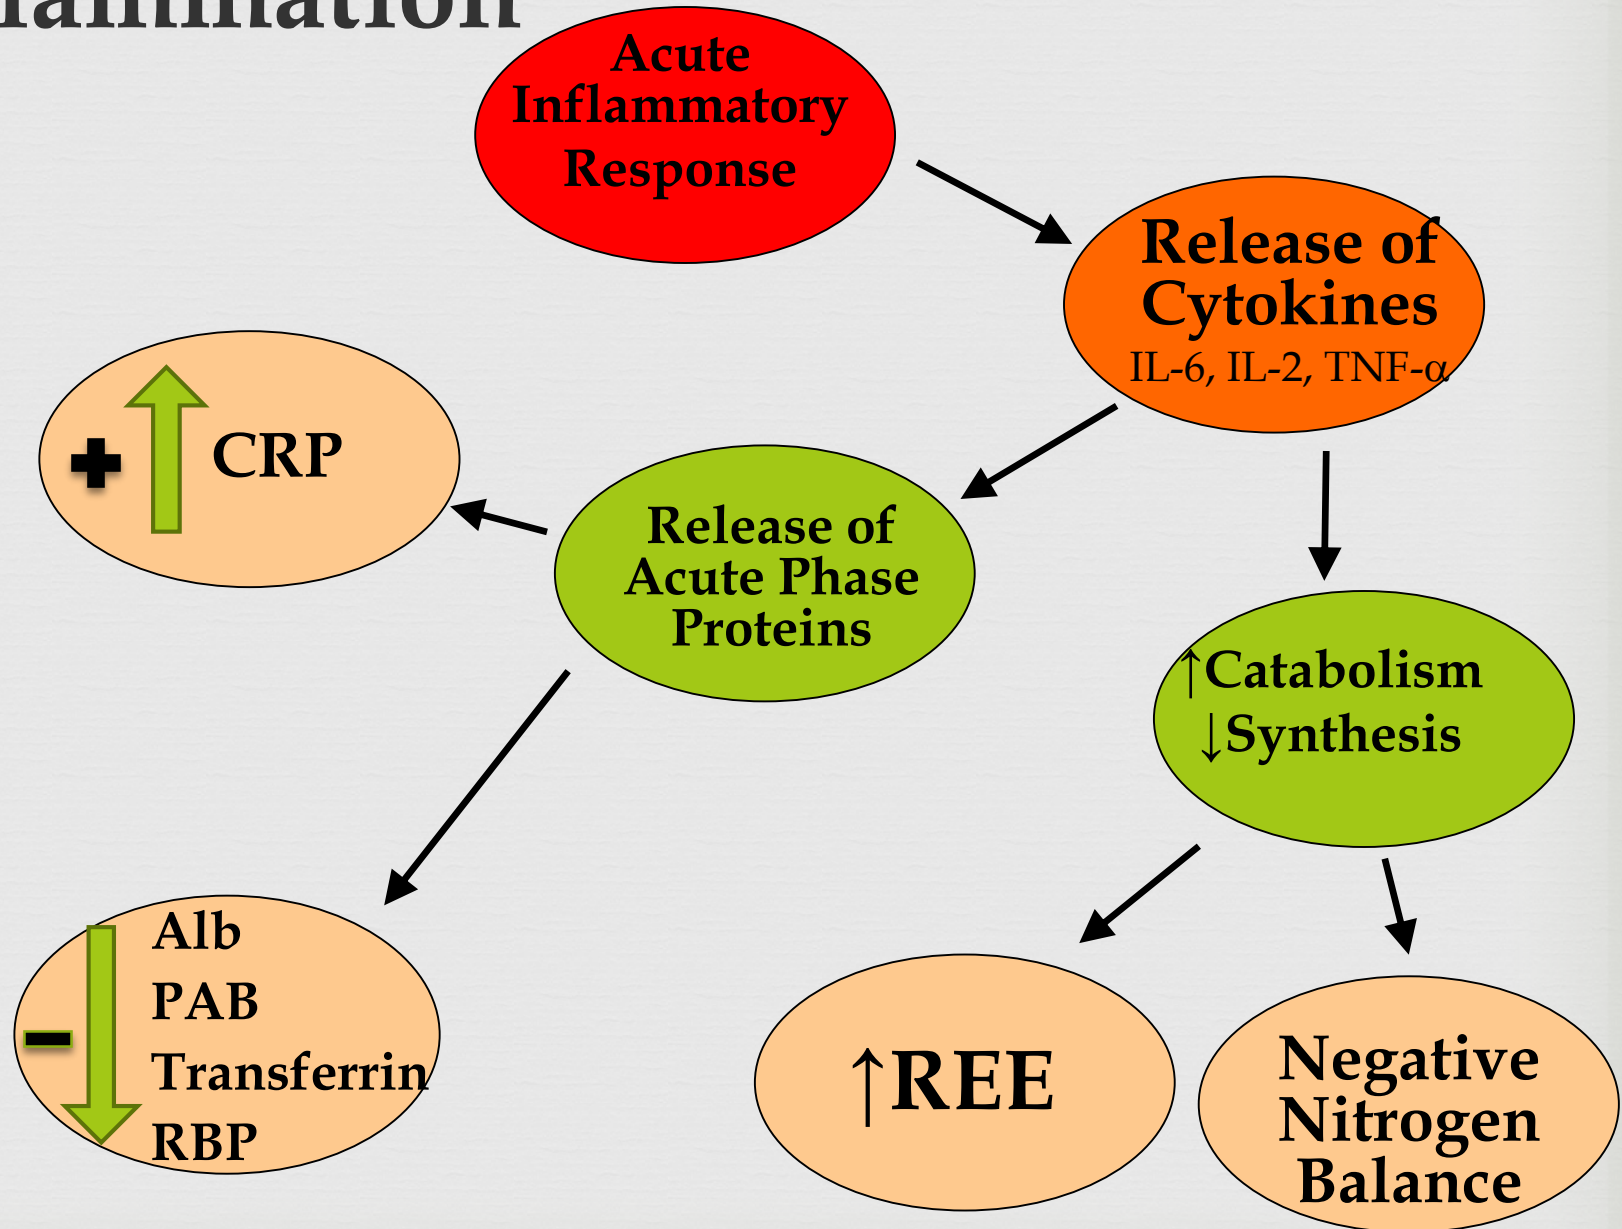 Acute
Inflammatory
Response
Release of
Cytokines
IL-6, IL-2, TNF-α
+ ↑ CRP
Release of
Acute Phase
Proteins
↑Catabolism
↓Synthesis
Alb
PAB
Transferrin
RBP
↑REE
Negative
Nitrogen
Balance